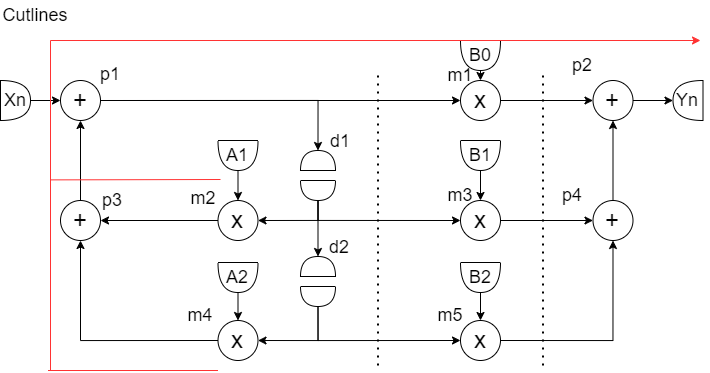 Cutlines
p1
B0
m1
p2
Xn
+
x
+
Yn
d1
A1
B1
p3
m2
m3
p4
+
x
x
+
d2
A2
B2
m4
m5
x
x